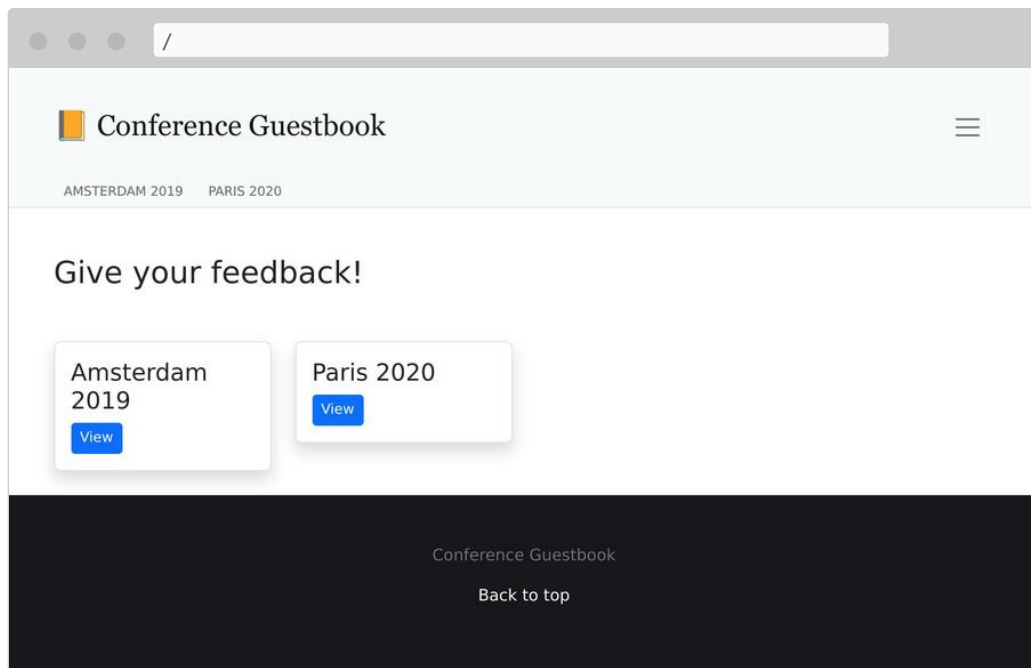 /
Conference Guestbook
AMSTERDAM 2019 PARIS 2020
Give your feedback!
Amsterdam
2019
View
Paris 2020
View
Conference Guestbook
Back to top